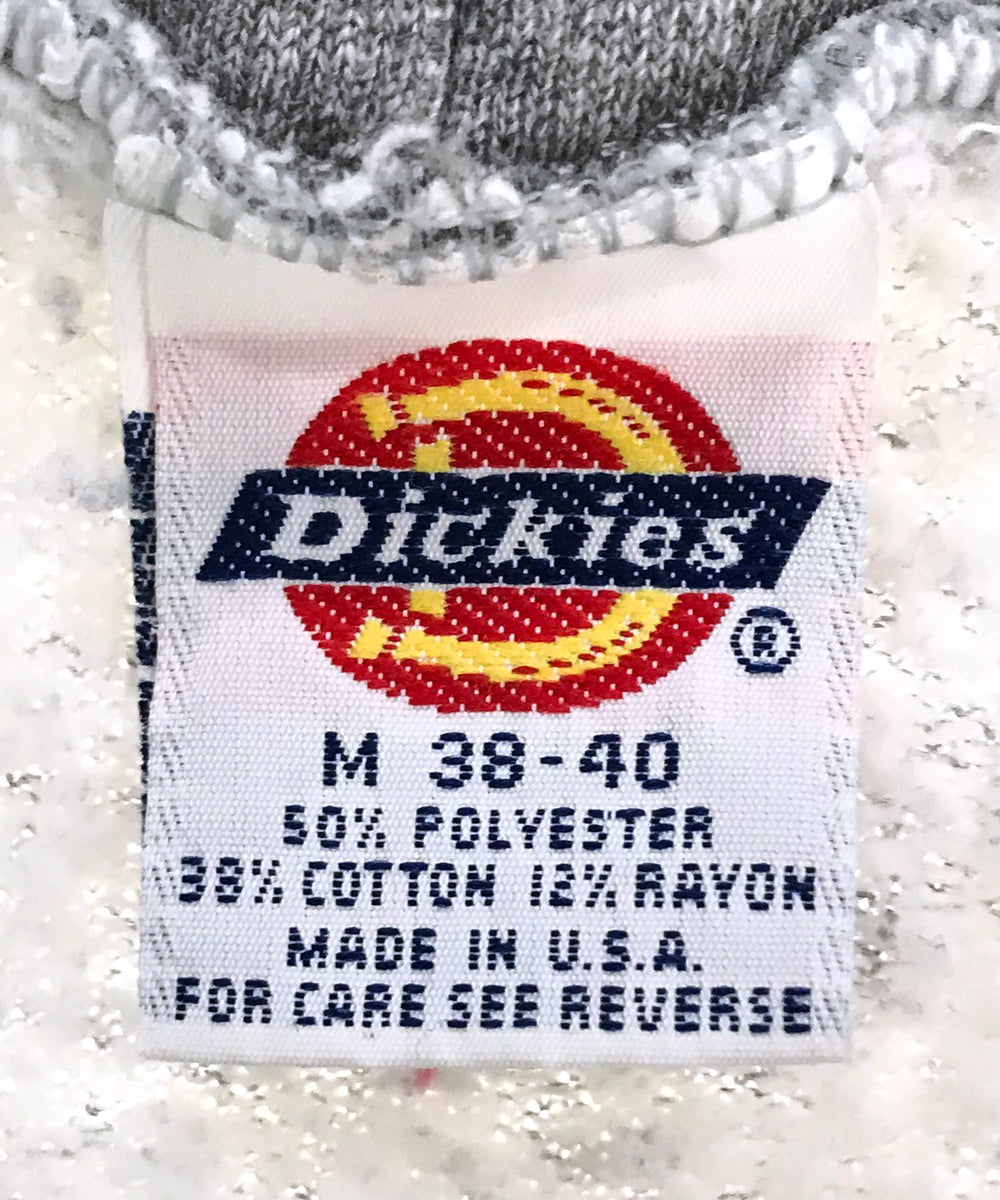 Dickies
®
M 38-40
50% POLYESTER
38% COTTON 12% RAYON
MADE IN U.S.A.
FOR CARE SEE REVERSE